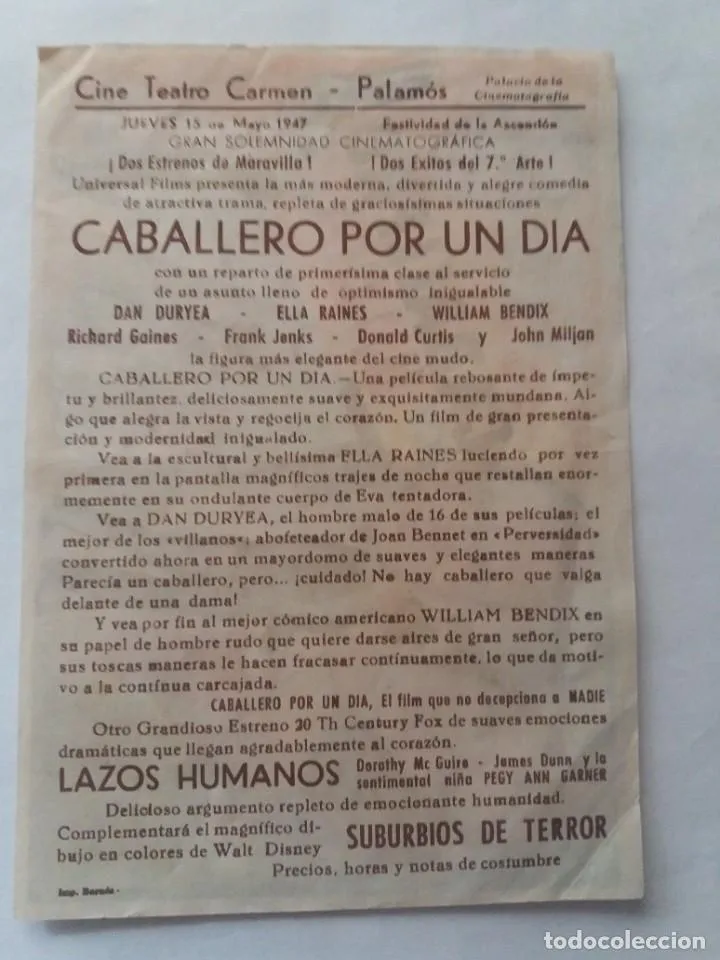 Cine Teatro Carmen - Palamós Palacio de la Cinematografía
JUEVES 15 de Mayo 1947 Festividad de la Ascensión
GRAN SOLEMNIDAD CINEMATOGRÁFICA
¡Dos Estrenos de Maravilla! ¡Dos Exitos del 7.º Arte!
Universal Films presenta la más moderna, divertida y alegre comedia
de atractiva trama, repleta de graciosísimas situaciones
CABALLERO POR UN DIA
con un reparto de primerísima clase al servicio
de un asunto lleno de optimismo inigualable
DAN DURYEA - ELLA RAINES - WILLIAM BENDIX
Richard Gaines - Frank Jenks - Donald Curtis y John Miljan
la figura más elegante del cine mudo.
CABALLERO POR UN DIA.—Una película rebosante de ímpe-
tu y brillantez, deliciosamente suave y exquisitamente mundana. Al-
go que alegra la vista y regocija el corazón. Un film de gran presenta-
ción y modernidad inigualado.
Vea a la escultural y bellísima ELLA RAINES luciendo por vez
primera en la pantalla magníficos trajes de noche que restallan enor-
memente en su ondulante cuerpo de Eva tentadora.
Vea a DAN DURYEA, el hombre malo de 16 de sus películas; el
mejor de los «villanos»; abofeteador de Joan Bennet en «Perversidad»
convertido ahora en un mayordomo de suaves y elegantes maneras
Parecía un caballero, pero... ¡cuidado! No hay caballero que valga
delante de una dama!
Y vea por fin al mejor cómico americano WILLIAM BENDIX en
su papel de hombre rudo que quiere darse aires de gran señor, pero
sus toscas maneras le hacen fracasar contínuamente, lo que da moti-
vo a la contínua carcajada.
CABALLERO POR UN DIA, El film que no decepciona a NADIE
Otro Grandioso Estreno 20 Th Century Fox de suaves emociones
dramáticas que llegan agradablemente al corazón.
LAZOS HUMANOS Dorothy Mc Guire - James Dunn y la
sentimental niña PEGY ANN GARNER
Delicioso argumento repleto de emocionante humanidad.
Complementará el magnífico di-
bujo en colores de Walt Disney SUBURBIOS DE TERROR
Precios, horas y notas de costumbre
Imp. Barnés.-
todocoleccion
todocoleccion.net